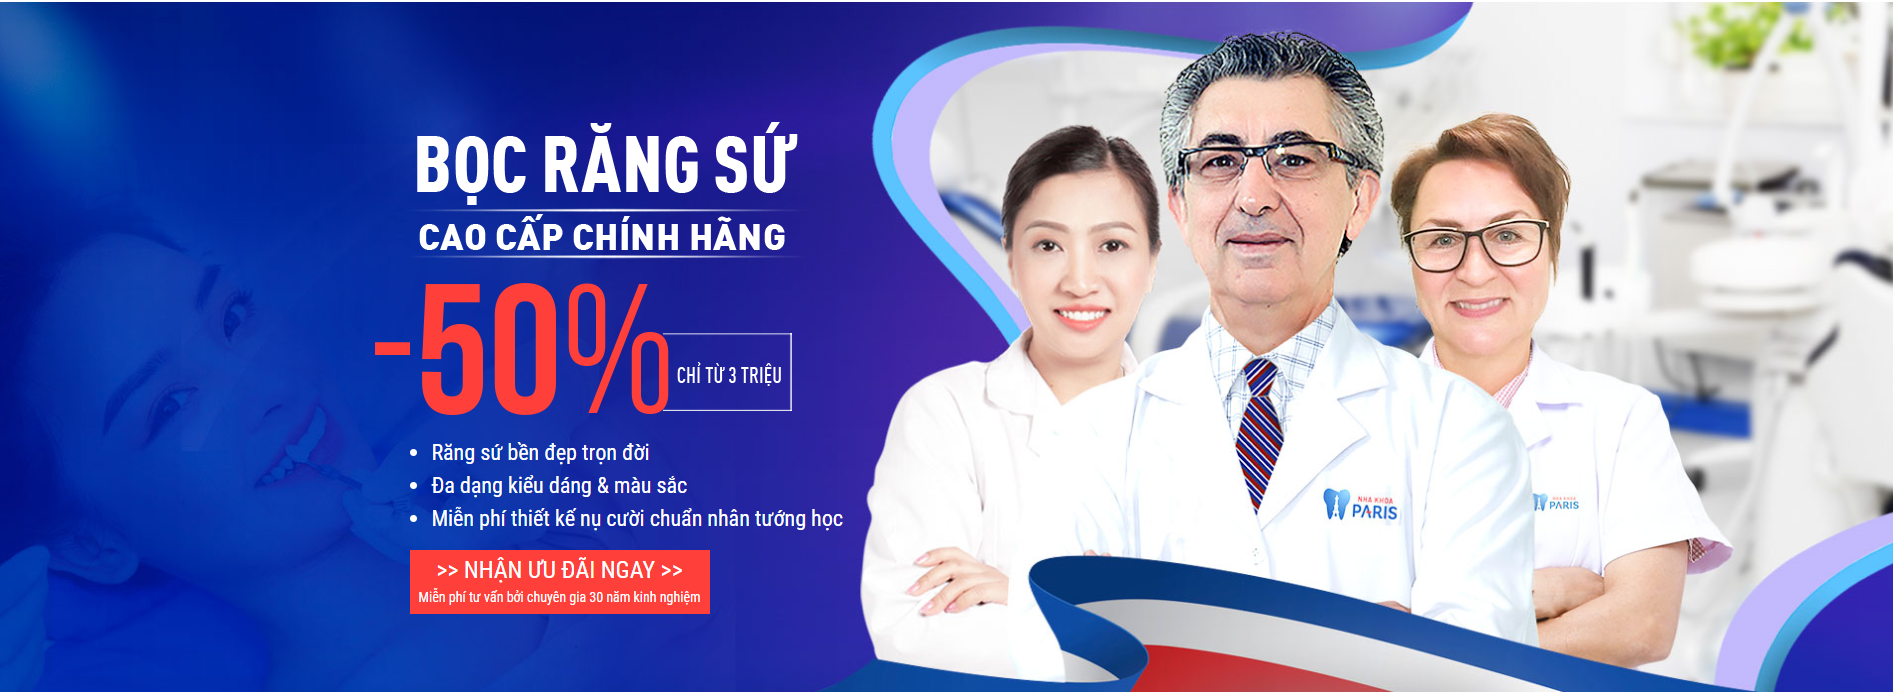 BỌC RĂNG SỨ
CAO CẤP CHÍNH HÃNG
-50%
CHỈ TỪ 3 TRIỆU
• Răng sứ bền đẹp trọn đời
• Đa dạng kiểu dáng & màu sắc
• Miễn phí thiết kế nụ cười chuẩn nhân tướng học
>> NHẬN ƯU ĐÃI NGAY >>
Miễn phí tư vấn bởi chuyên gia 30 năm kinh nghiệm
NHA KHOA
PARIS
NHA KHOA
PARIS